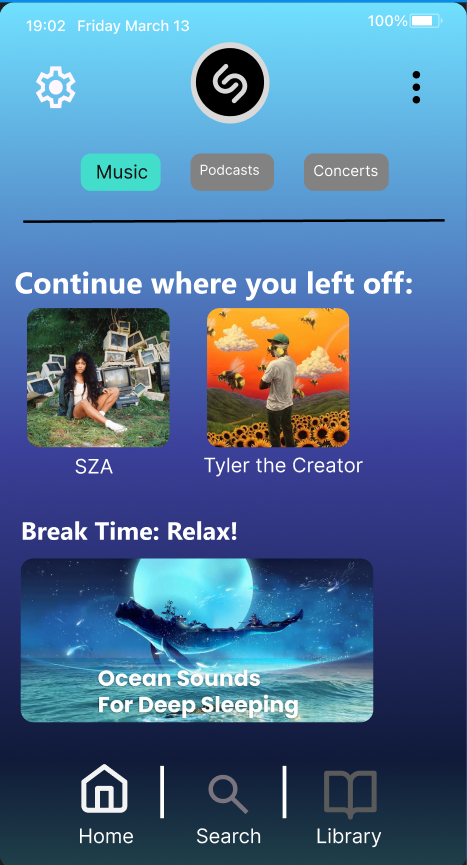 19:02 Friday March 13
100%
Music
Podcasts
Concerts
Continue where you left off:
SZA
Tyler the Creator
Break Time: Relax!
Ocean Sounds
For Deep Sleeping
Home
Search
Library